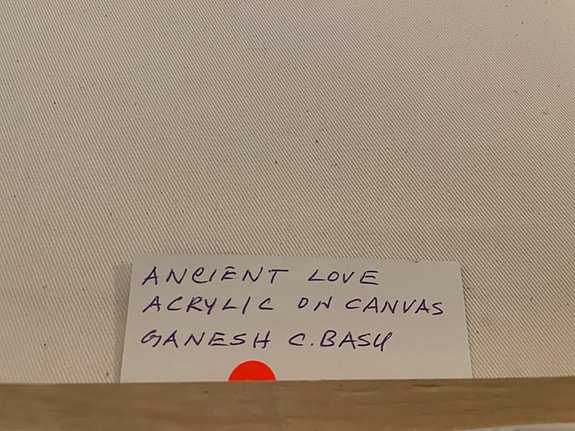 ANCIENT LOVE
ACRYLIC ON CANVAS
GANESH C. BASU